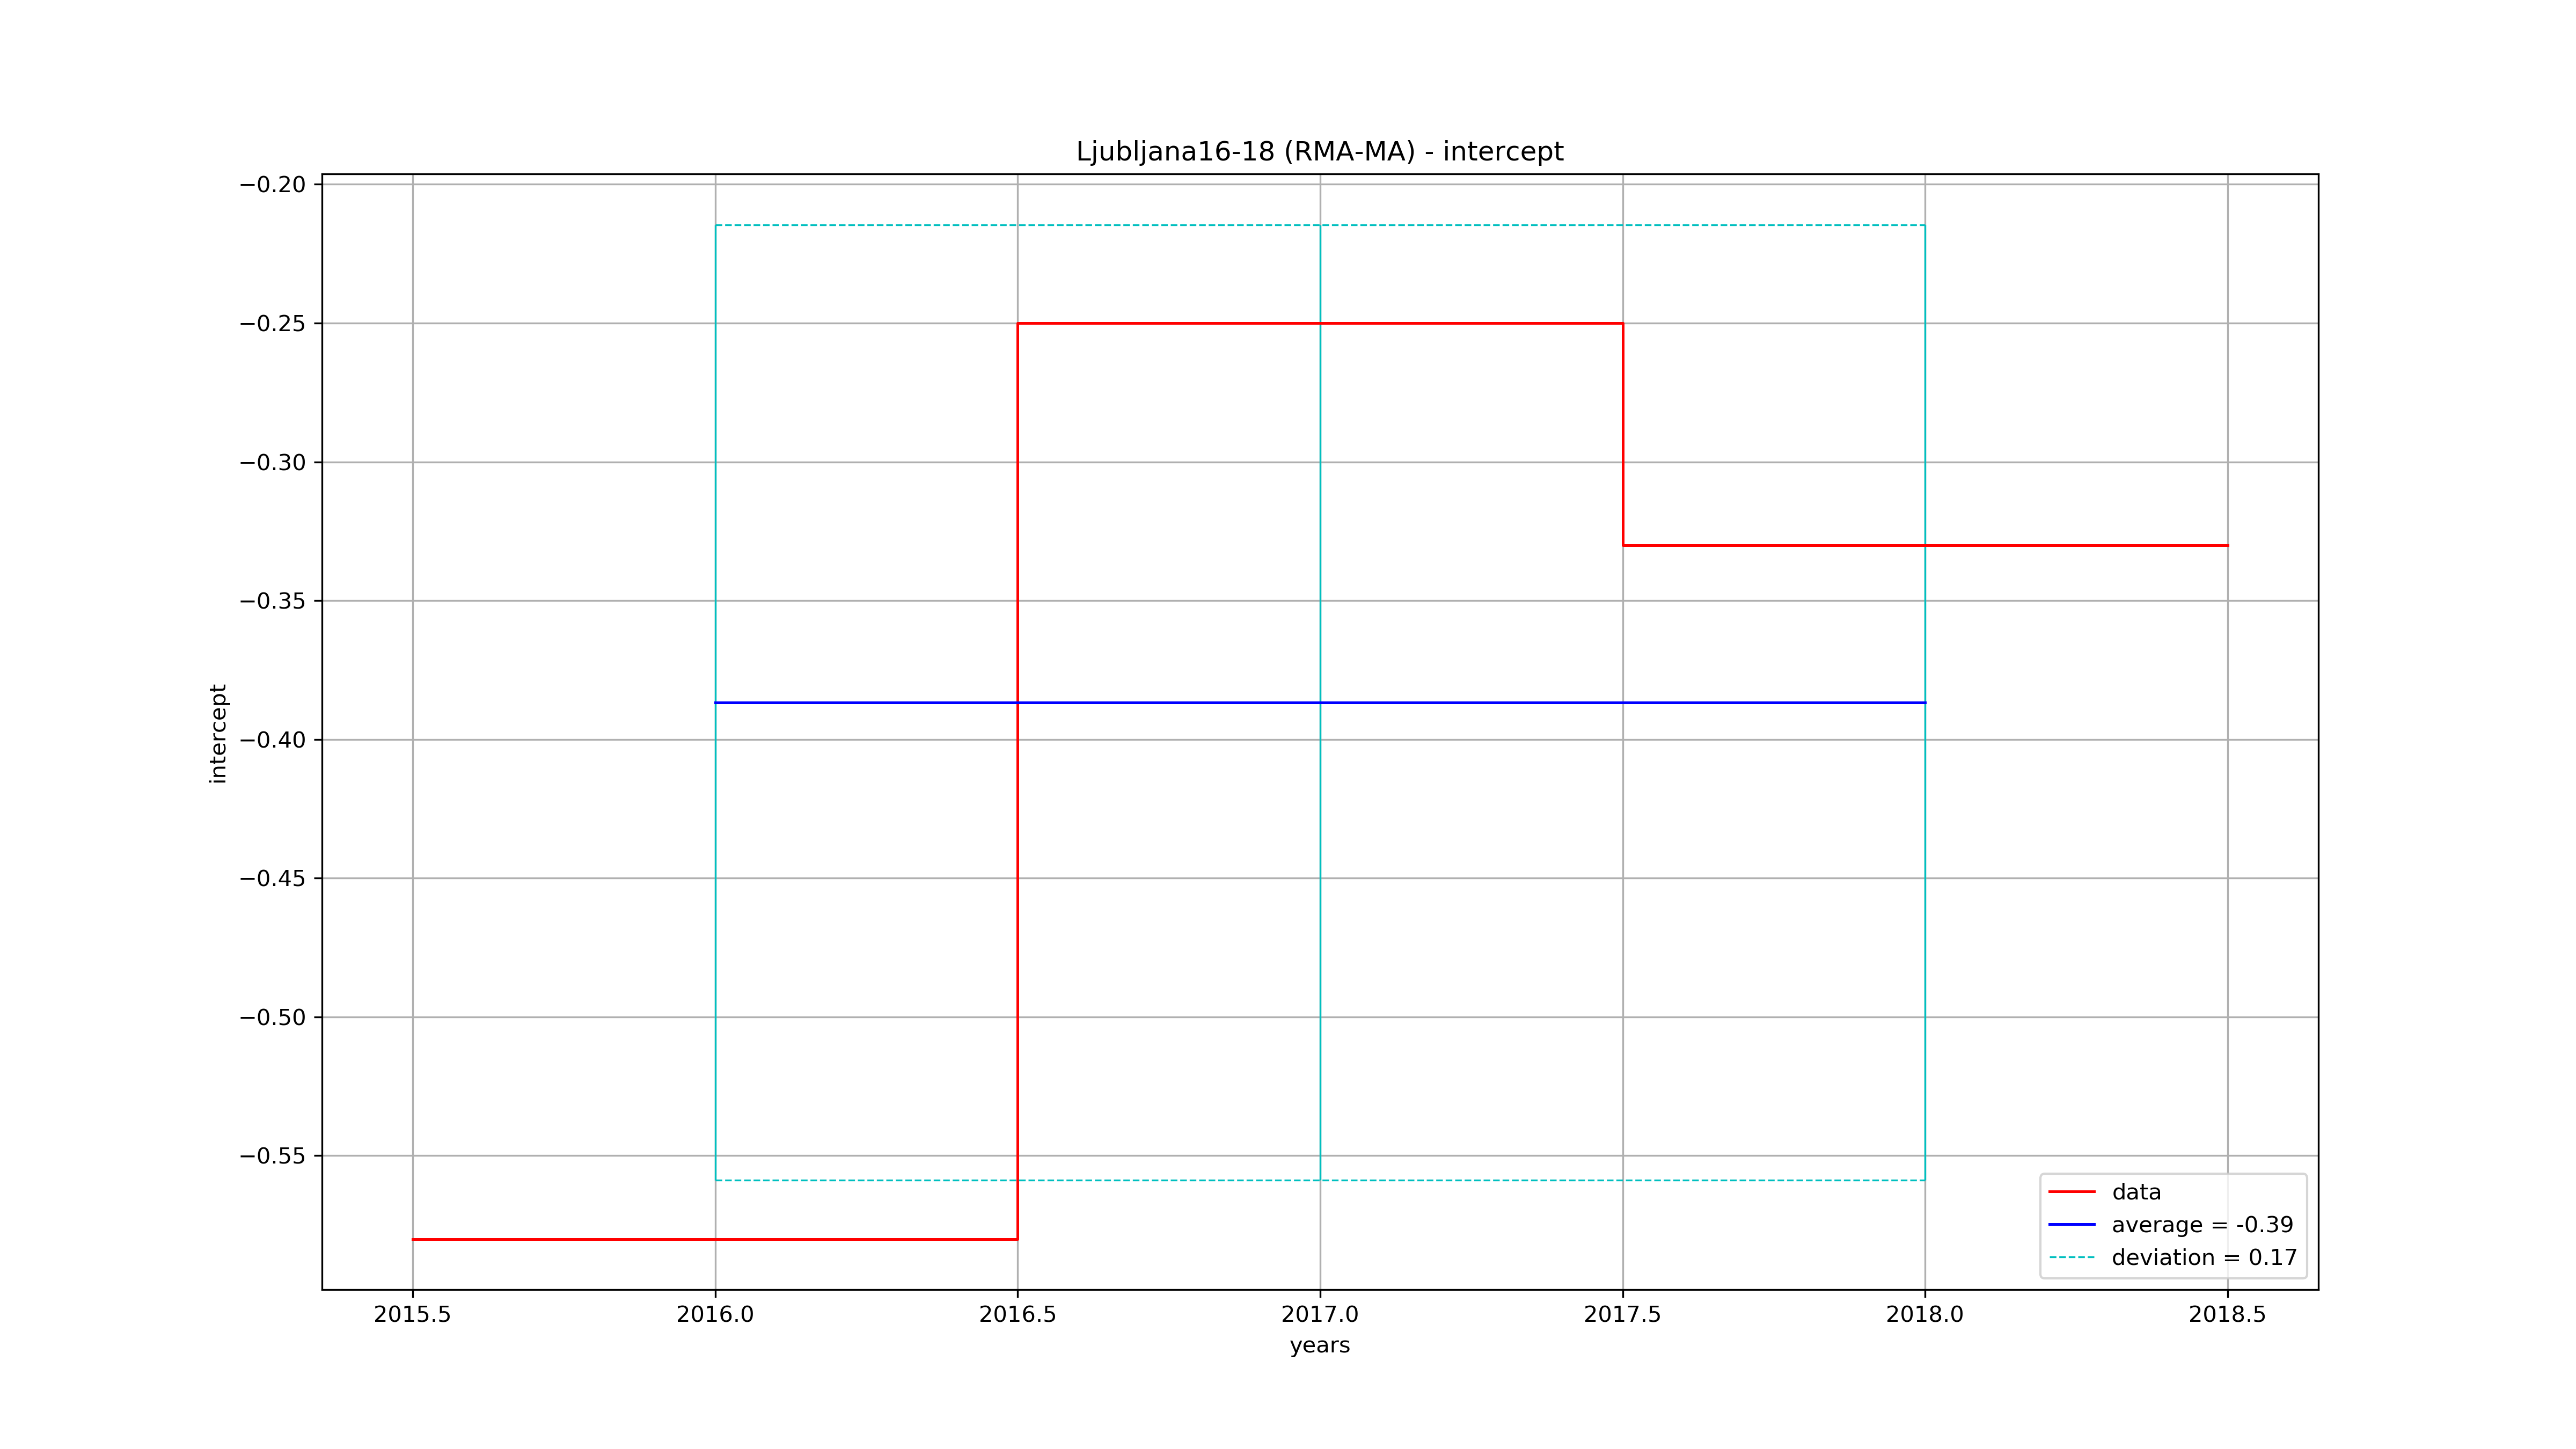 Ljubljana16-18 (RMA-MA) - intercept
−0.20
−0.25
−0.30
−0.35
−0.40
−0.45
−0.50
−0.55
intercept
2015.5 2016.0 2016.5 2017.0 2017.5 2018.0 2018.5
years
data
average = -0.39
deviation = 0.17